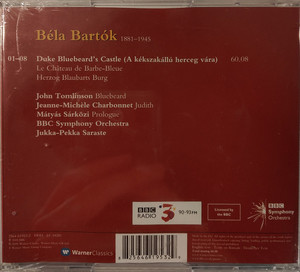 Béla Bartók 1881–1945
01–08 Duke Bluebeard's Castle (A kékszakállú herceg vára) 60.08
Le Château de Barbe-Bleue
Herzog Blaubarts Burg
John Tomlinson Bluebeard
Jeanne-Michèle Charbonnet Judith
Mátyás Sárközi Prologue
BBC Symphony Orchestra
Jukka-Pekka Saraste
BBC
RADIO
3
90-93FM
Licensed by
the BBC
BBC
Symphony
Orchestra
WarnerClassics